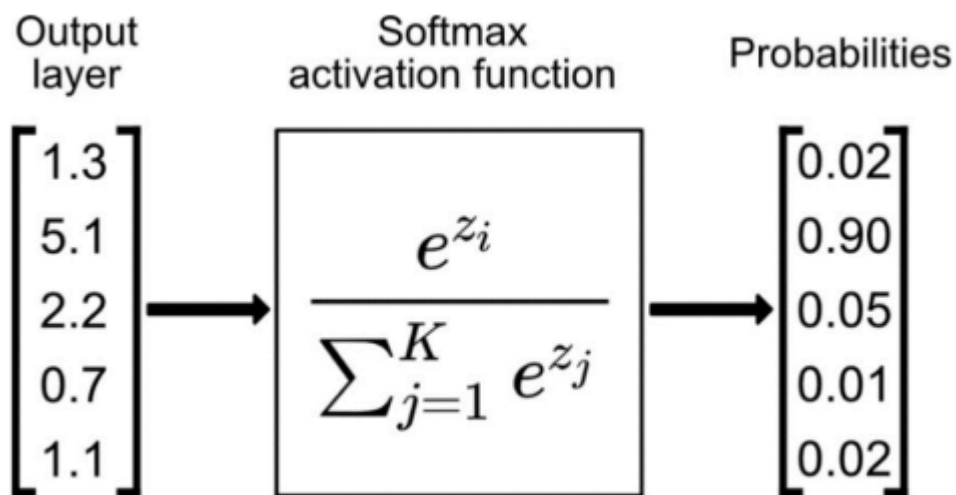 Output
layer
Softmax
activation function
Probabilities
1.3
5.1
2.2
0.7
1.1
e^{z_i}
∑_{j=1}^{K} e^{z_j}
0.02
0.90
0.05
0.01
0.02